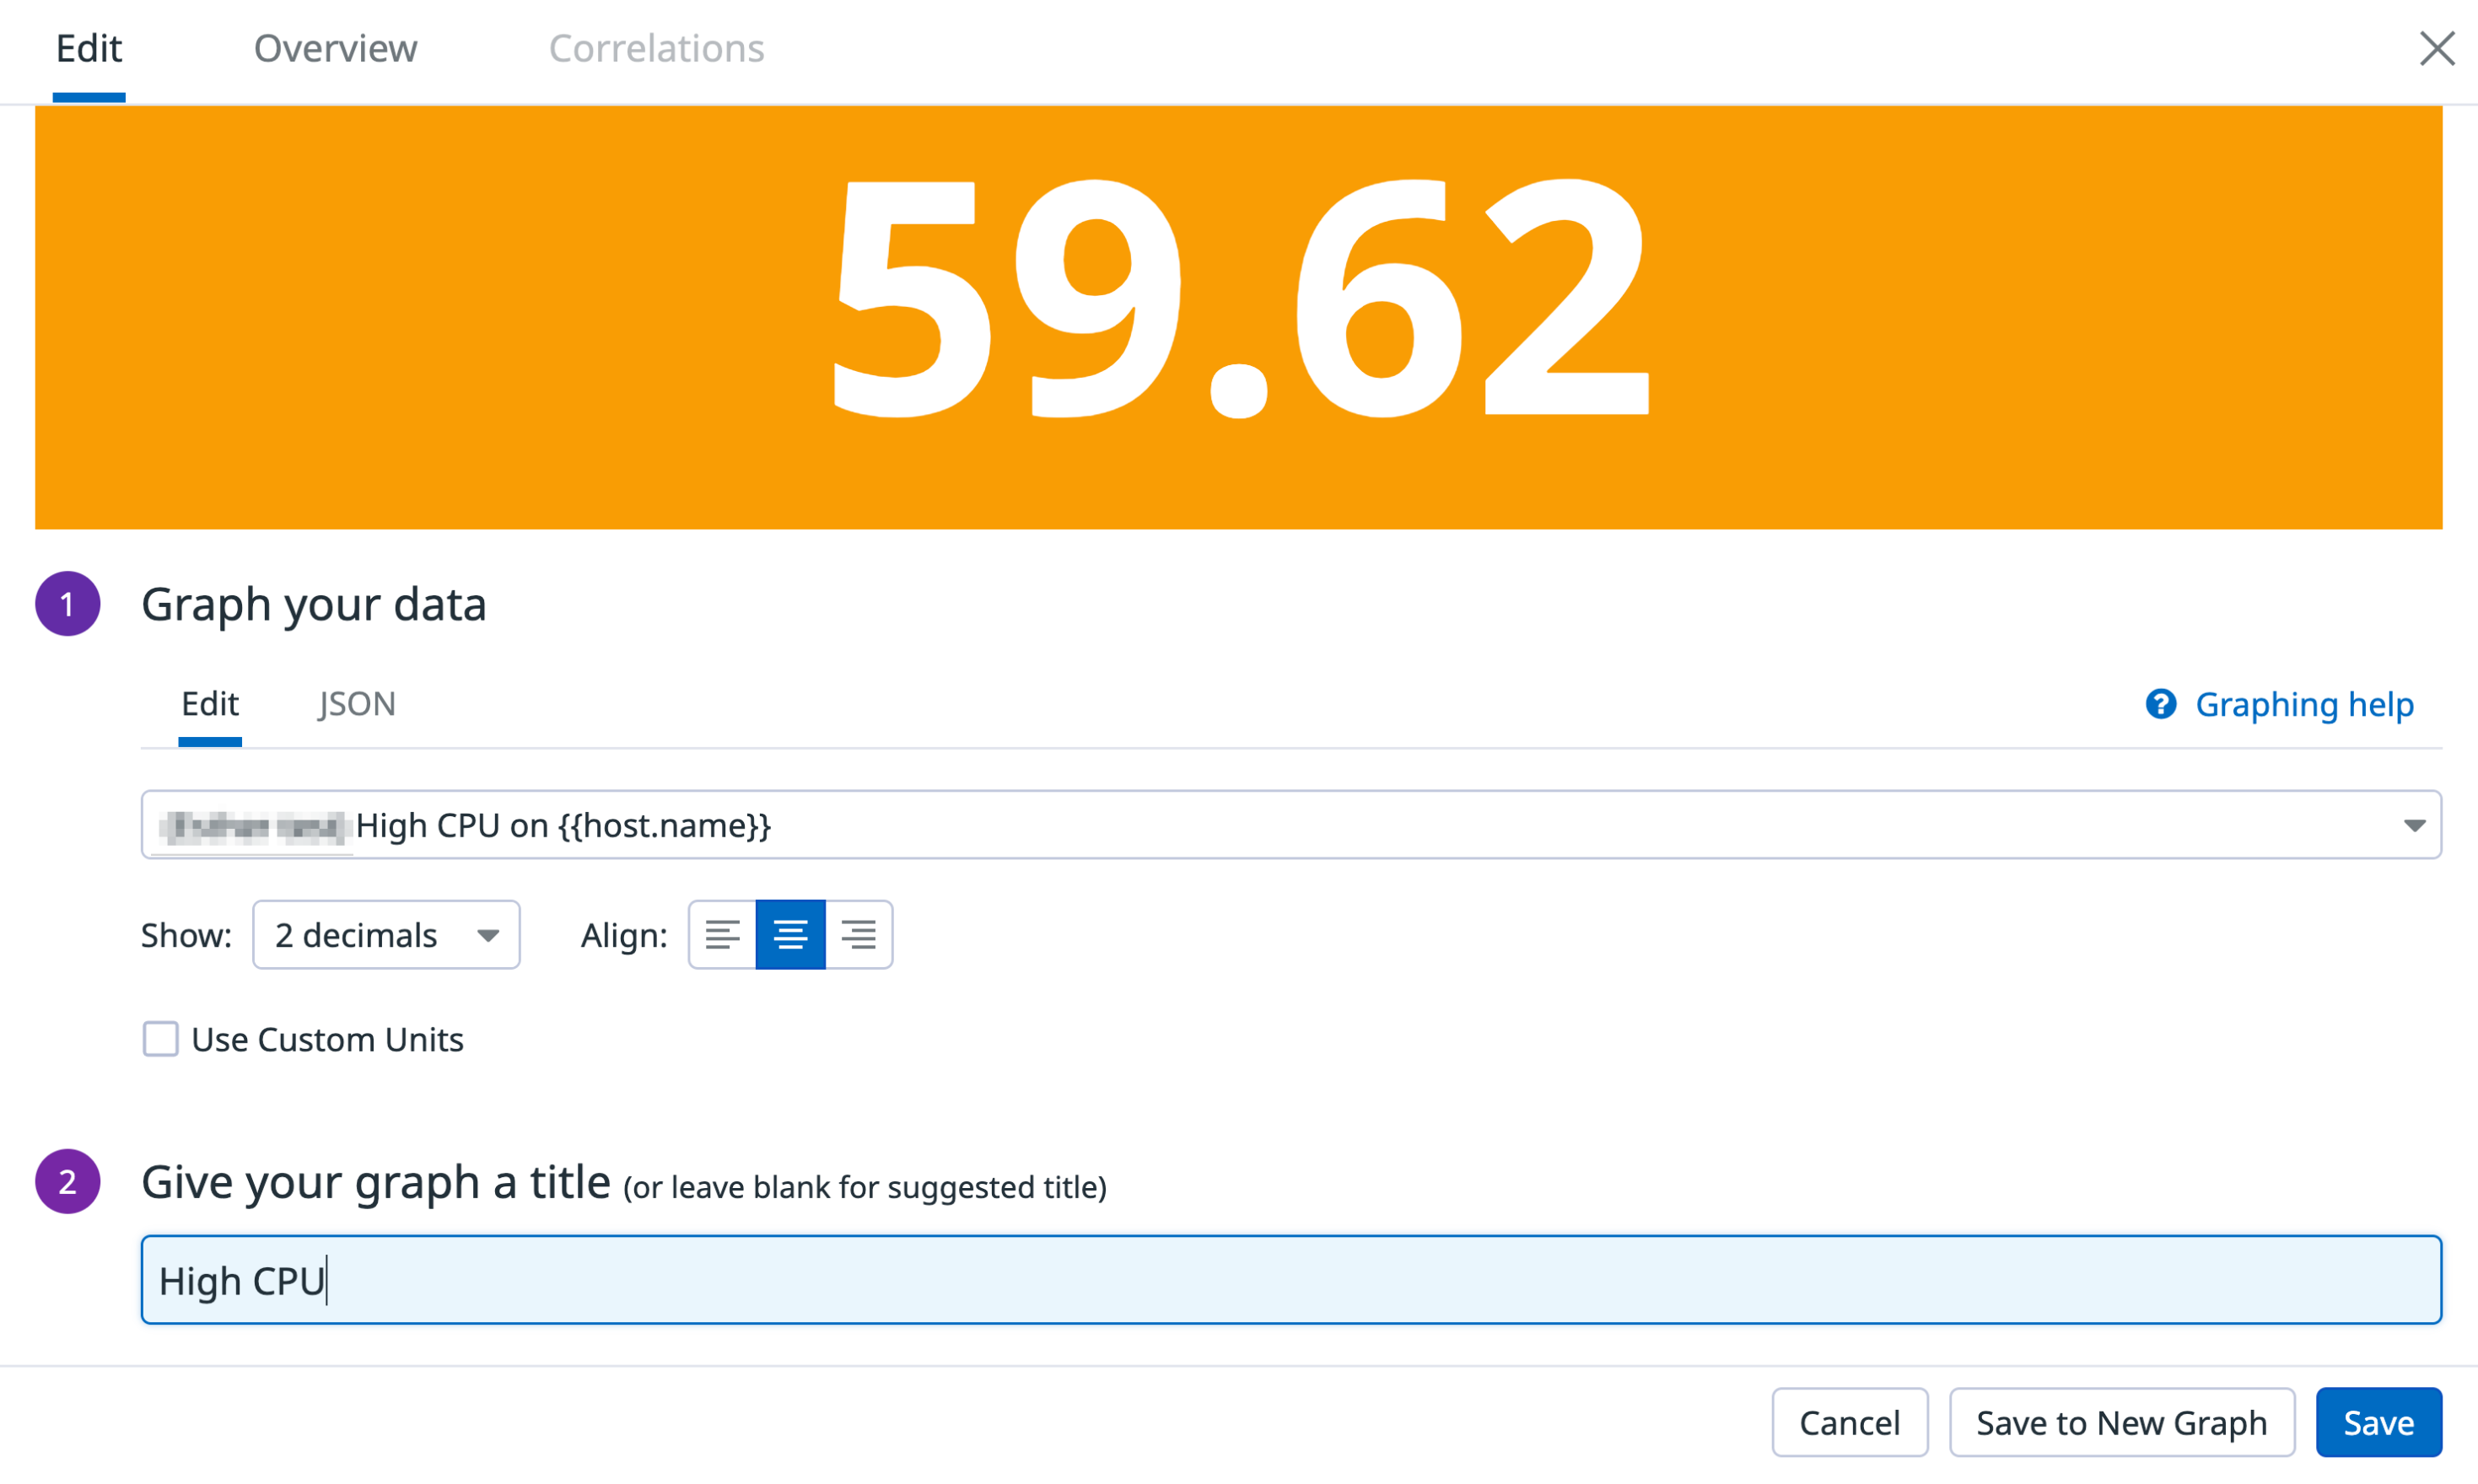 Edit Overview Correlations
59.62
1 Graph your data
Edit JSON ? Graphing help
High CPU on {{host.name}}
Show: 2 decimals Align:
Use Custom Units
2 Give your graph a title (or leave blank for suggested title)
High CPU
Cancel Save to New Graph Save